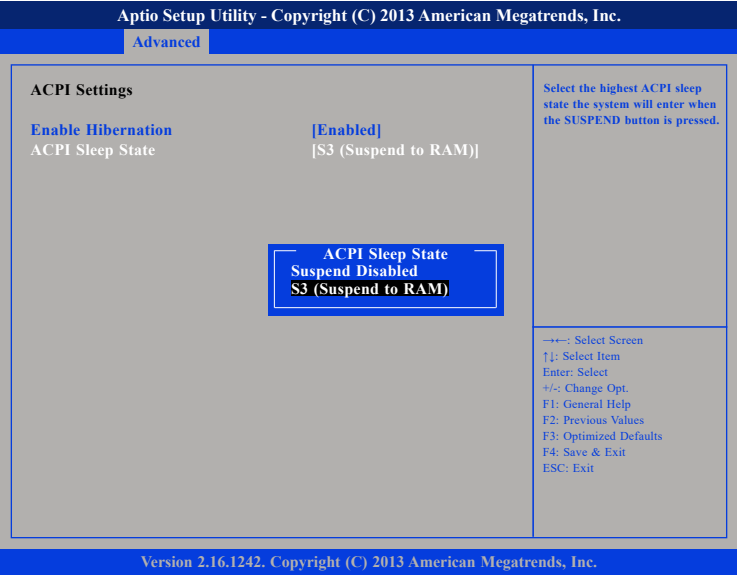 Aptio Setup Utility - Copyright (C) 2013 American Megatrends, Inc.
Advanced
ACPI Settings
Enable Hibernation [Enabled]
ACPI Sleep State [S3 (Suspend to RAM)]
ACPI Sleep State
Suspend Disabled
S3 (Suspend to RAM)
Select the highest ACPI sleep
state the system will enter when
the SUSPEND button is pressed.
→←: Select Screen
↑↓: Select Item
Enter: Select
+/-: Change Opt.
F1: General Help
F2: Previous Values
F3: Optimized Defaults
F4: Save & Exit
ESC: Exit
Version 2.16.1242. Copyright (C) 2013 American Megatrends, Inc.